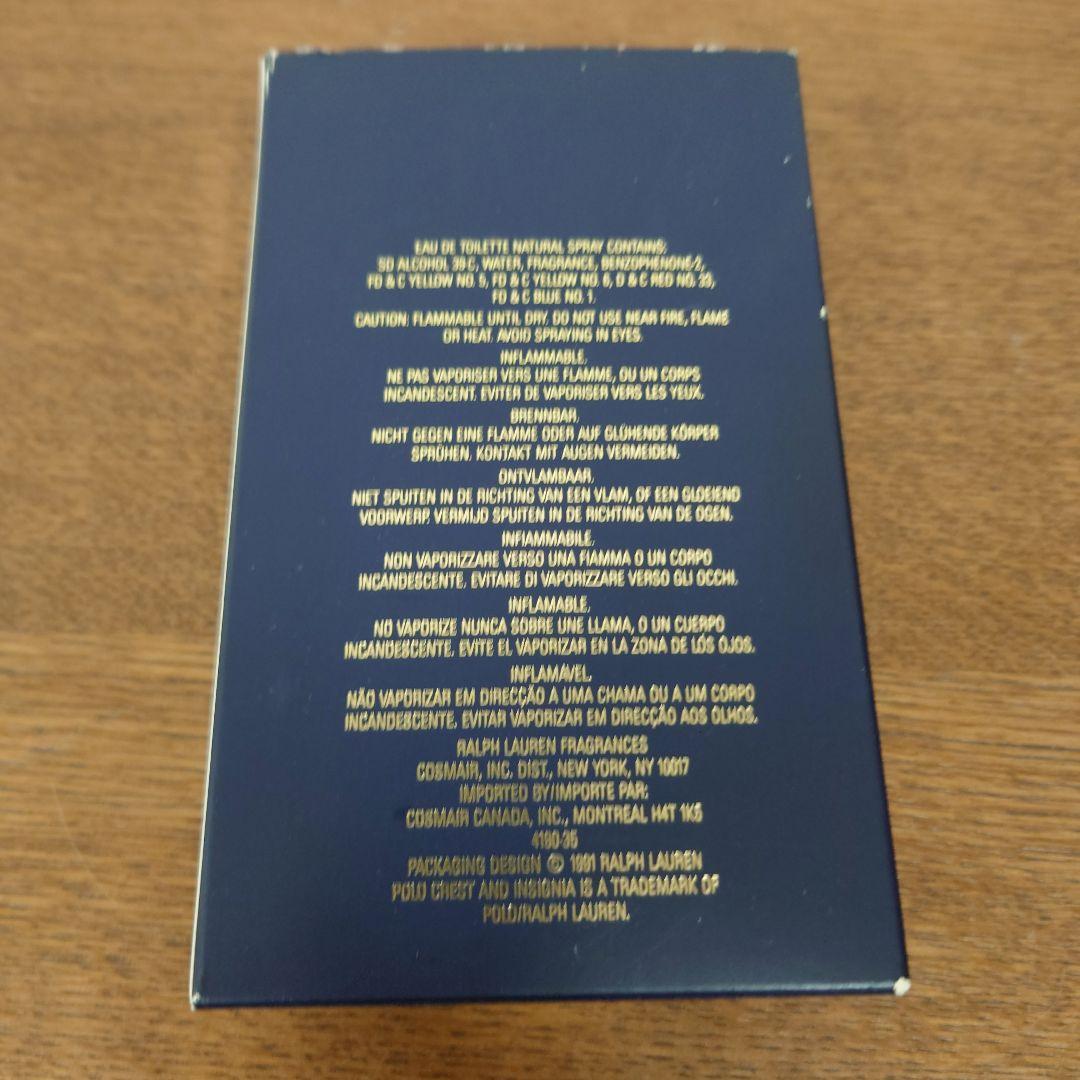 EAU DE TOILETTE NATURAL SPRAY CONTAINS:
SD ALCOHOL 39-C, WATER, FRAGRANCE, BENZOPHENONE-2,
FD & C YELLOW NO. 5, FD & C YELLOW NO. 6, D & C RED NO. 33,
FD & C BLUE NO. 1.
CAUTION: FLAMMABLE UNTIL DRY. DO NOT USE NEAR FIRE, FLAME
OR HEAT. AVOID SPRAYING IN EYES.
INFLAMMABLE.
NE PAS VAPORISER VERS UNE FLAMME, OU UN CORPS
INCANDESCENT. EVITER DE VAPORISER VERS LES YEUX.
BRENNBAR.
NICHT GEGEN EINE FLAMME ODER AUF GLÜHENDE KÖRPER
SPRÜHEN. KONTAKT MIT AUGEN VERMEIDEN.
ONTVLAMBAAR.
NIET SPUITEN IN DE RICHTING VAN EEN VLAM, OF EEN GLOEIEND
VOORWERP. VERMIJD SPUITEN IN DE RICHTING VAN DE OGEN.
INFIAMMABILE.
NON VAPORIZZARE VERSO UNA FIAMMA O UN CORPO
INCANDESCENTE. EVITARE DI VAPORIZZARE VERSO GLI OCCHI.
INFLAMABLE.
NO VAPORIZE NUNCA SOBRE UNE LLAMA, O UN CUERPO
INCANDESCENTE. EVITE EL VAPORIZAR EN LA ZONA DE LOS OJOS.
INFLAMÁVEL.
NÃO VAPORIZAR EM DIRECÇÃO A UMA CHAMA OU A UM CORPO
INCANDESCENTE. EVITAR VAPORIZAR EM DIRECÇÃO AOS OLHOS.
RALPH LAUREN FRAGRANCES
COSMAIR, INC. DIST., NEW YORK, NY 10017
IMPORTED BY/IMPORTE PAR:
COSMAIR CANADA, INC., MONTREAL H4T 1K5
4190-35
PACKAGING DESIGN © 1991 RALPH LAUREN
POLO CREST AND INSIGNIA IS A TRADEMARK OF
POLO/RALPH LAUREN.